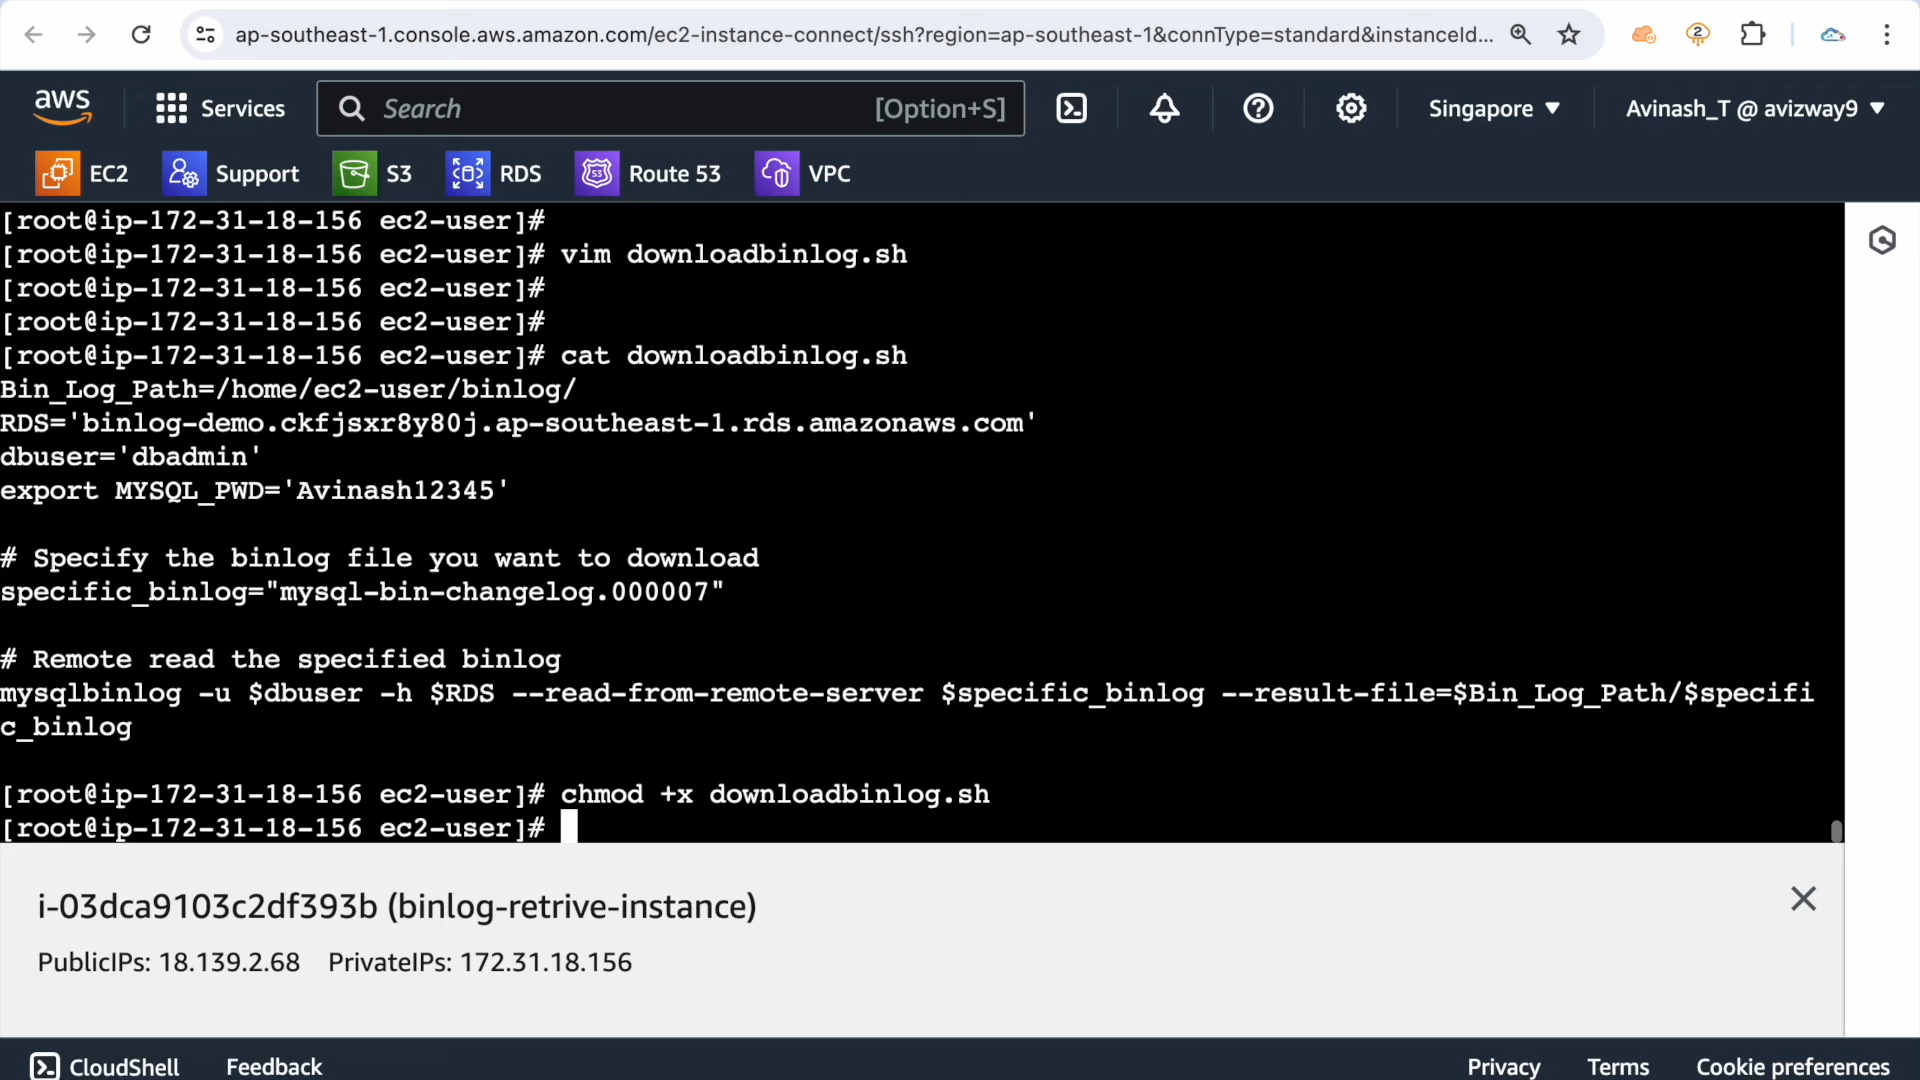 ap-southeast-1.console.aws.amazon.com/ec2-instance-connect/ssh?region=ap-southeast-1&connType=standard&instanceId...
2
aws
Services
Search
[Option+S]
Singapore
Avinash_T @ avizway9
EC2
Support
S3
RDS
53
Route 53
VPC
[root@ip-172-31-18-156 ec2-user]#
[root@ip-172-31-18-156 ec2-user]# vim downloadbinlog.sh
[root@ip-172-31-18-156 ec2-user]#
[root@ip-172-31-18-156 ec2-user]#
[root@ip-172-31-18-156 ec2-user]# cat downloadbinlog.sh
Bin_Log_Path=/home/ec2-user/binlog/
RDS='binlog-demo.ckfjsxr8y80j.ap-southeast-1.rds.amazonaws.com'
dbuser='dbadmin'
export MYSQL_PWD='Avinash12345'
# Specify the binlog file you want to download
specific_binlog="mysql-bin-changelog.000007"
# Remote read the specified binlog
mysqlbinlog -u $dbuser -h $RDS --read-from-remote-server $specific_binlog --result-file=$Bin_Log_Path/$specifi
c_binlog
[root@ip-172-31-18-156 ec2-user]# chmod +x downloadbinlog.sh
[root@ip-172-31-18-156 ec2-user]#
i-03dca9103c2df393b (binlog-retrive-instance)
PublicIPs: 18.139.2.68 PrivateIPs: 172.31.18.156
CloudShell
Feedback
Privacy
Terms
Cookie preferences